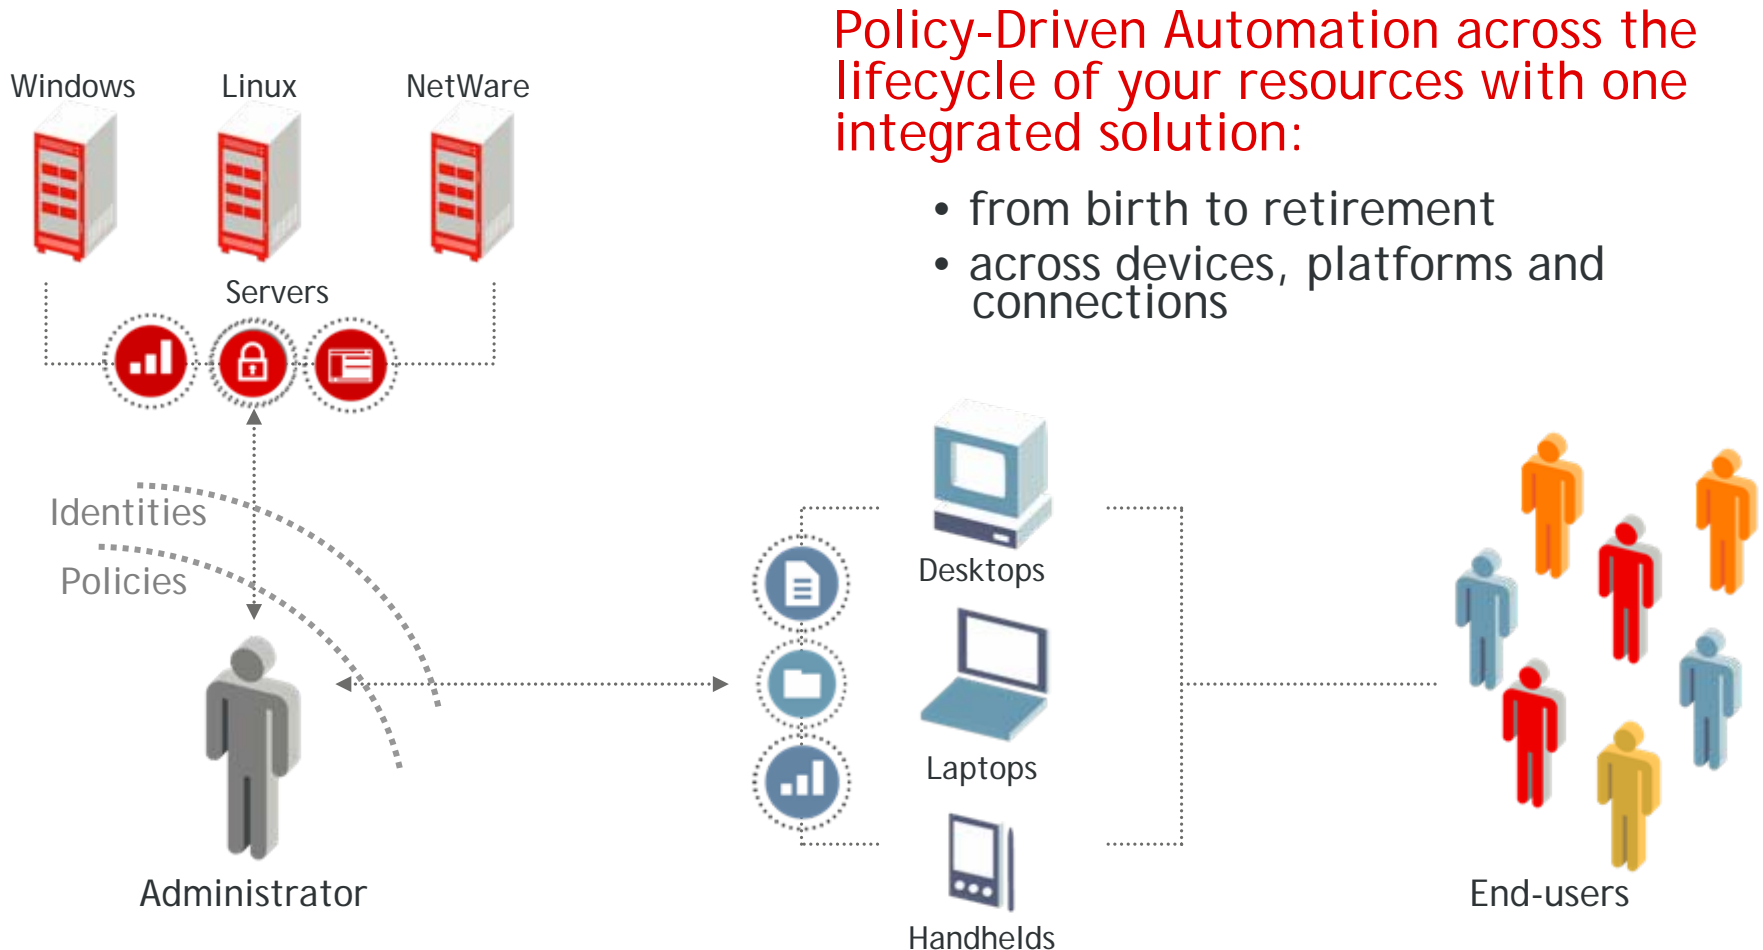 Policy-Driven Automation across the
lifecycle of your resources with one
integrated solution:
• from birth to retirement
• across devices, platforms and
connections
Windows
Linux
NetWare
Servers
Identities
Policies
Administrator
Desktops
Laptops
Handhelds
End-users